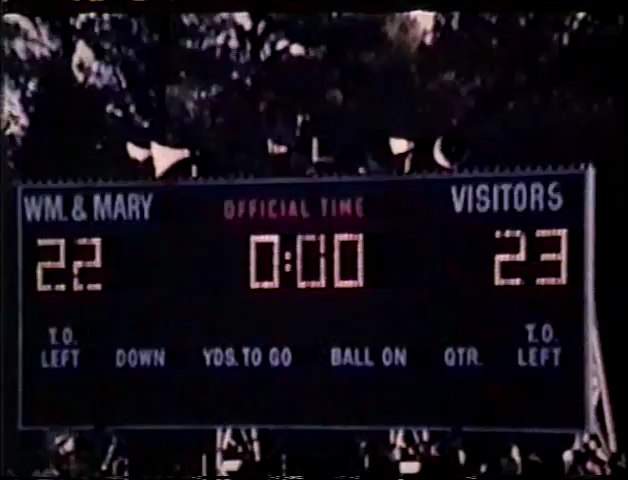 WM. & MARY OFFICIAL TIME VISITORS
22 0:00 23
T.O. LEFT DOWN YDS. TO GO BALL ON QTR. T.O. LEFT